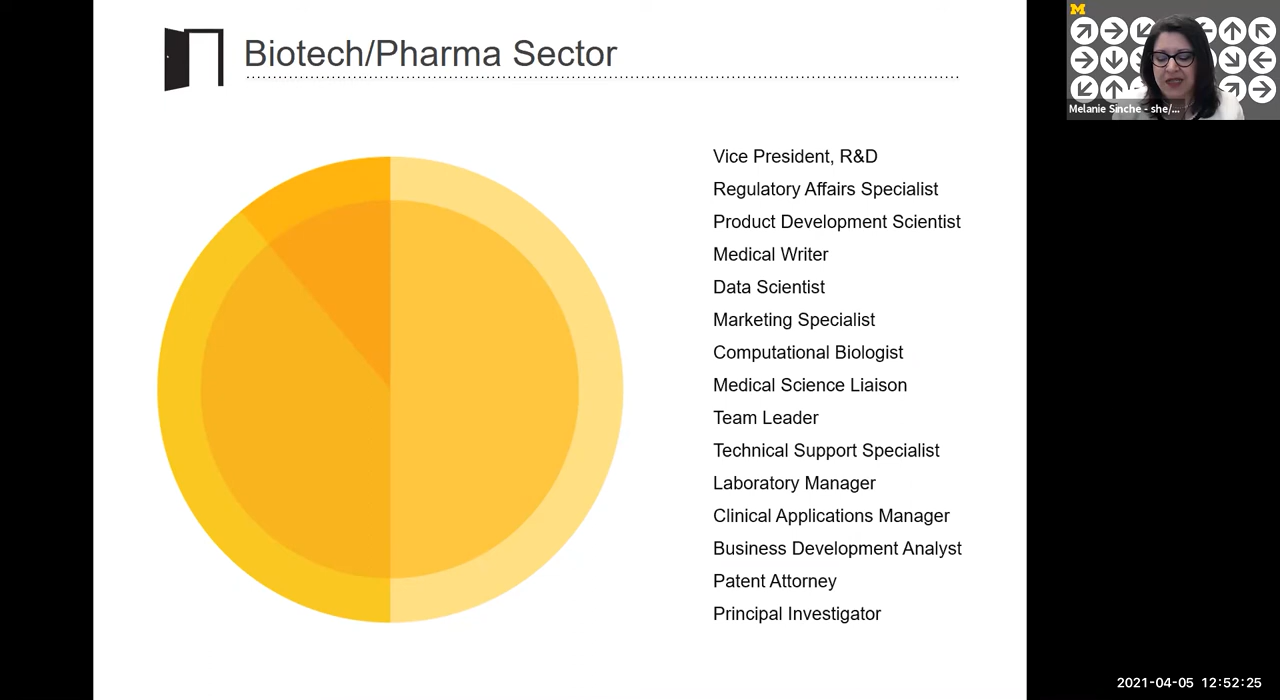 Biotech/Pharma Sector
M
Melanie Sinche - she/...
Vice President, R&D
Regulatory Affairs Specialist
Product Development Scientist
Medical Writer
Data Scientist
Marketing Specialist
Computational Biologist
Medical Science Liaison
Team Leader
Technical Support Specialist
Laboratory Manager
Clinical Applications Manager
Business Development Analyst
Patent Attorney
Principal Investigator
2021-04-05 12:52:25